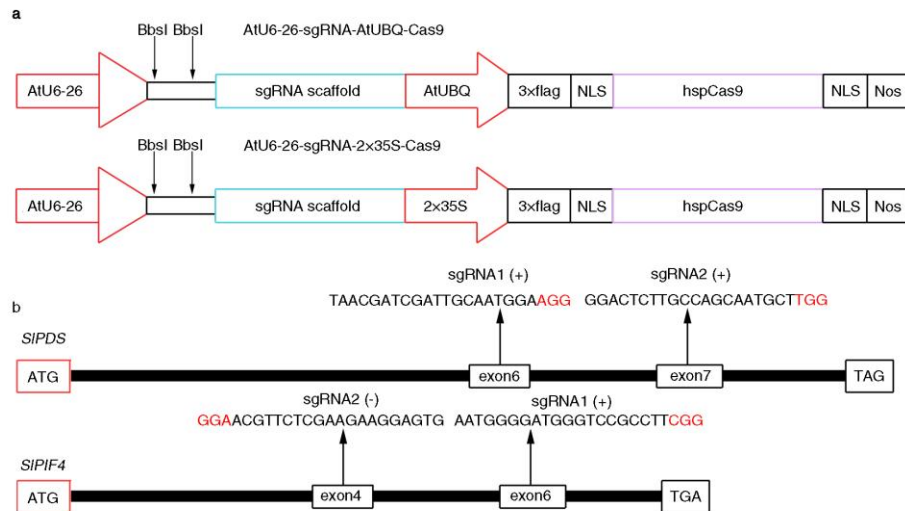 a
BbsI BbsI AtU6-26-sgRNA-AtUBQ-Cas9
AtU6-26 sgRNA scaffold AtUBQ 3×flag NLS hspCas9 NLS Nos
BbsI BbsI AtU6-26-sgRNA-2×35S-Cas9
AtU6-26 sgRNA scaffold 2×35S 3×flag NLS hspCas9 NLS Nos
b
sgRNA1 (+) sgRNA2 (+)
TAACGATCGATTGCAATGGAAGG GGACTCTTGCCAGCAATGCTTGG
SlPDS
ATG exon6 exon7 TAG
sgRNA2 (-) sgRNA1 (+)
GGAACGTTCTCGAAGAAGGAGTG AATGGGGATGGGTCCGCCTTCGG
SlPIF4
ATG exon4 exon6 TGA